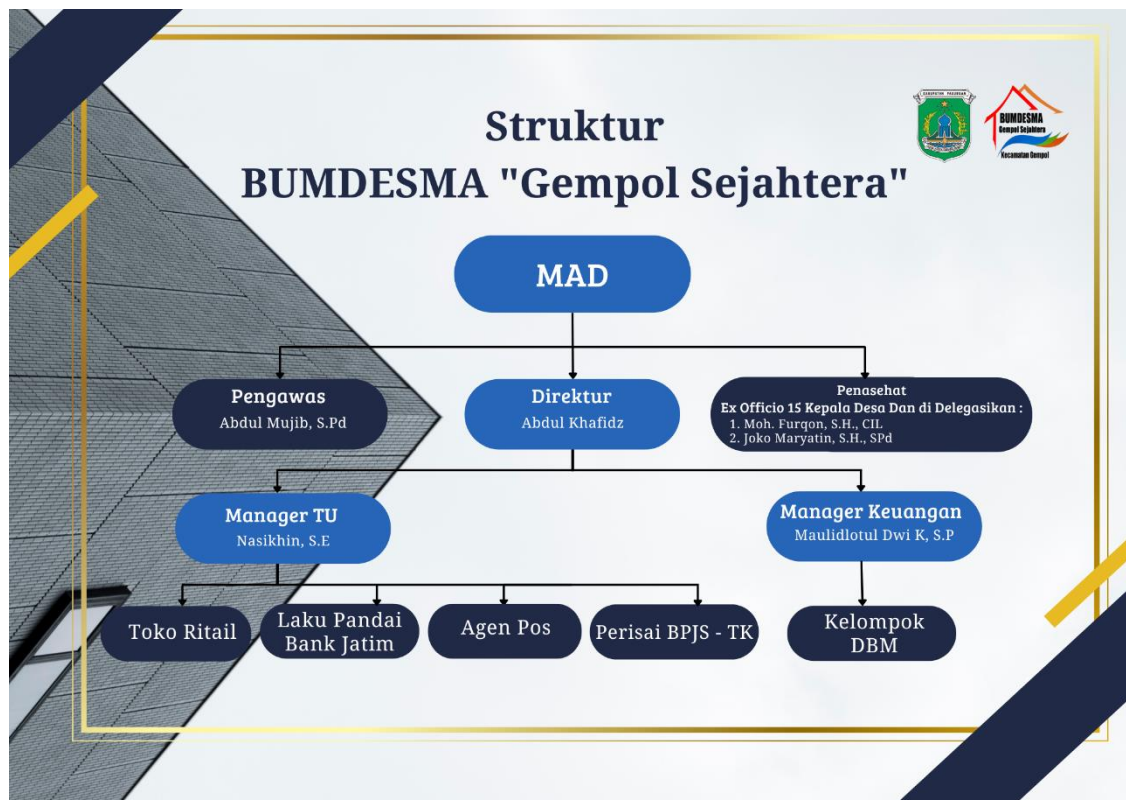 KABUPATEN PASURUAN
BUMDESMA
Gempol Sejahtera
Kecamatan Gempol
Struktur
BUMDESMA "Gempol Sejahtera"
MAD
Pengawas
Abdul Mujib, S.Pd
Direktur
Abdul Khafidz
Penasehat
Ex Officio 15 Kepala Desa Dan di Delegasikan :
1. Moh. Furqon, S.H., CIL
2. Joko Maryatin, S.H., SPd
Manager TU
Nasikhin, S.E
Manager Keuangan
Maulidlotul Dwi K, S.P
Toko Ritail
Laku Pandai
Bank Jatim
Agen Pos
Perisai BPJS - TK
Kelompok
DBM